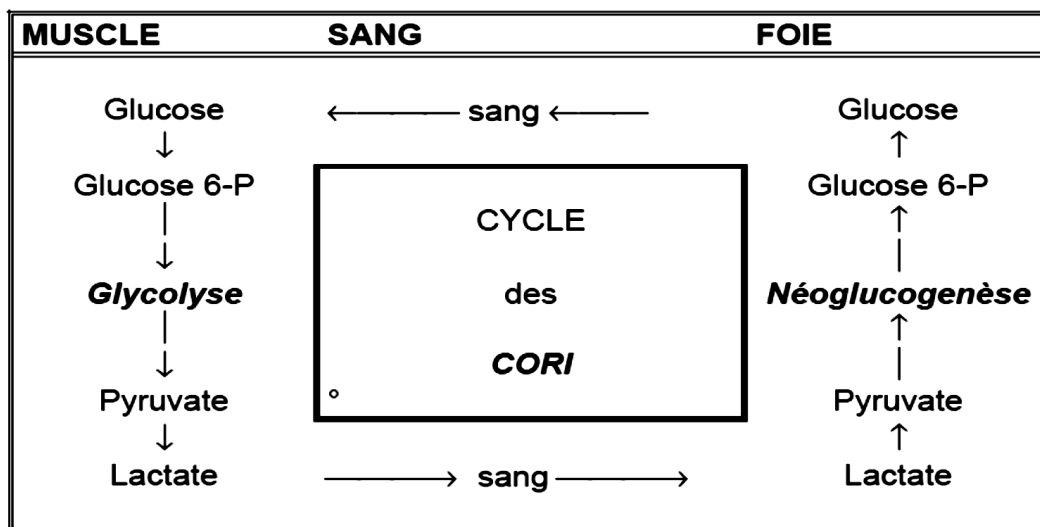 MUSCLE SANG FOIE
Glucose ←—— sang ←—— Glucose
↓ ↑
Glucose 6-P Glucose 6-P
CYCLE
↓ ↑
Glycolyse des Néoglucogenèse
↓ ↑
CORI
Pyruvate Pyruvate
↓ ↑
Lactate ——→ sang ——→ Lactate